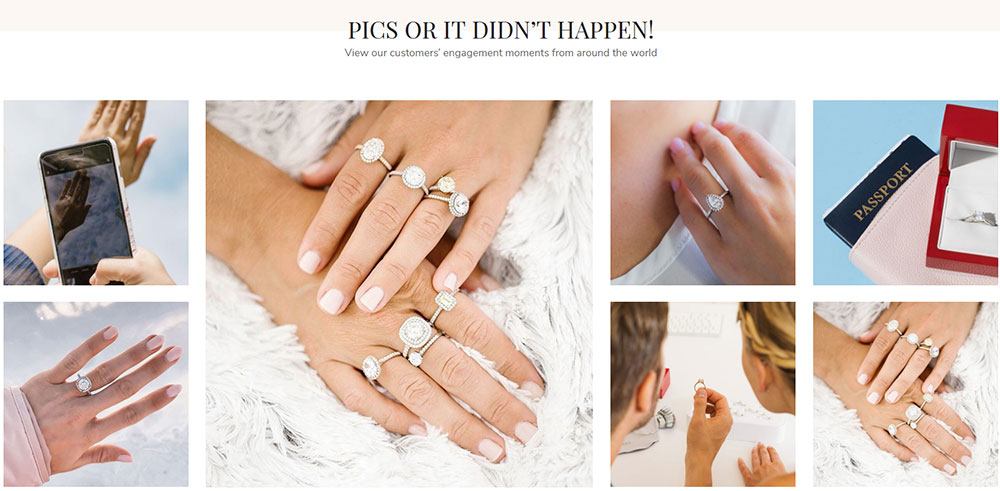 PICS OR IT DIDN’T HAPPEN!
View our customers’ engagement moments from around the world
PASSPORT